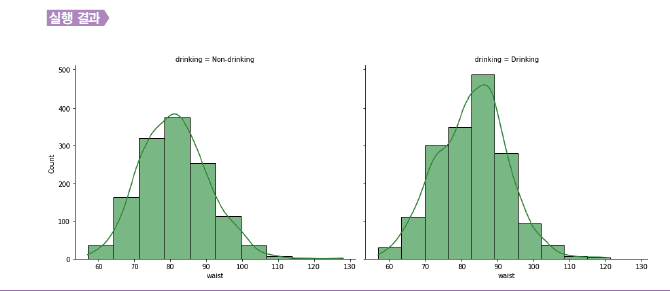 실행 결과
drinking = Non-drinking
drinking = Drinking
500
400
300
200
100
0
Count
60 70 80 90 100 110 120 130
waist
60 70 80 90 100 110 120 130
waist